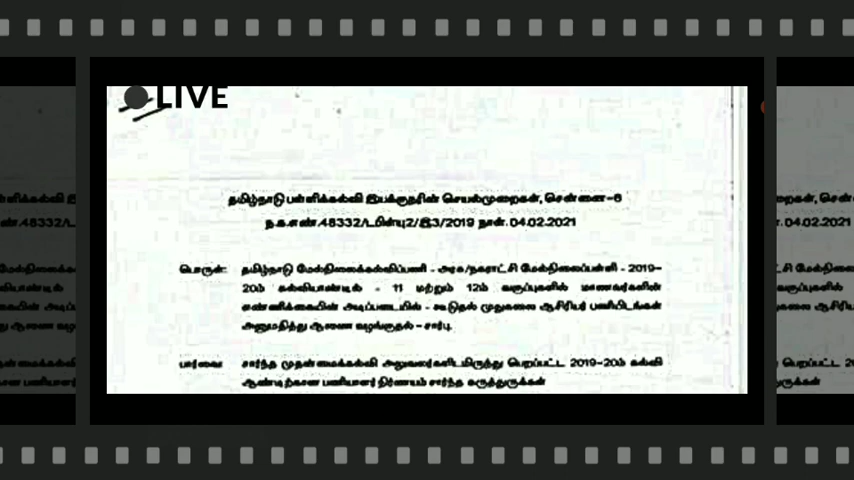 LIVE
தமிழ்நாடு பள்ளிக்கல்வி இயக்குநரின் செயல்முறைகள், சென்னை-6
ந.க.எண்.48332/டபிள்யு2/இ3/2019 நாள். 04.02.2021
பொருள்: தமிழ்நாடு மேல்நிலைக்கல்விப்பணி - அரசு/நகராட்சி மேல்நிலைப்பள்ளி - 2019-
20ம் கல்வியாண்டில் - 11 மற்றும் 12ம் வகுப்புகளில் மாணவர்களின்
எண்ணிக்கையின் அடிப்படையில் - கூடுதல் முதுகலை ஆசிரியர் பணியிடங்கள்
அனுமதித்து ஆணை வழங்குதல் - சார்பு.
பார்வை சார்ந்த முதன்மைக்கல்வி அலுவலர்களிடமிருந்து பெறப்பட்ட 2019-20ம் கல்வி
ஆண்டிற்கான பணியாளர் நிர்ணயம் சார்ந்த கருத்துருக்கள்